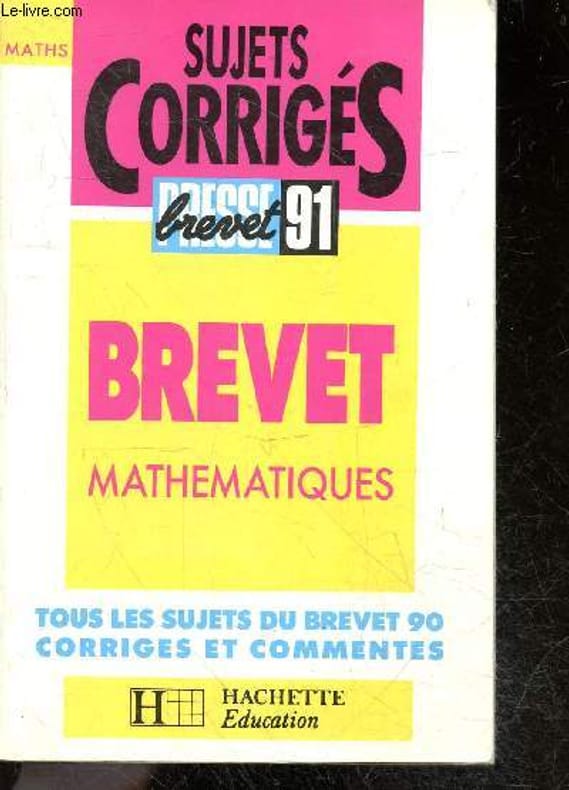 Le-livre.com
MATHS
SUJETS
CORRIGÉS
PRESSE
brevet 91
BREVET
MATHEMATIQUES
TOUS LES SUJETS DU BREVET 90
CORRIGES ET COMMENTES
H HACHETTE
Education